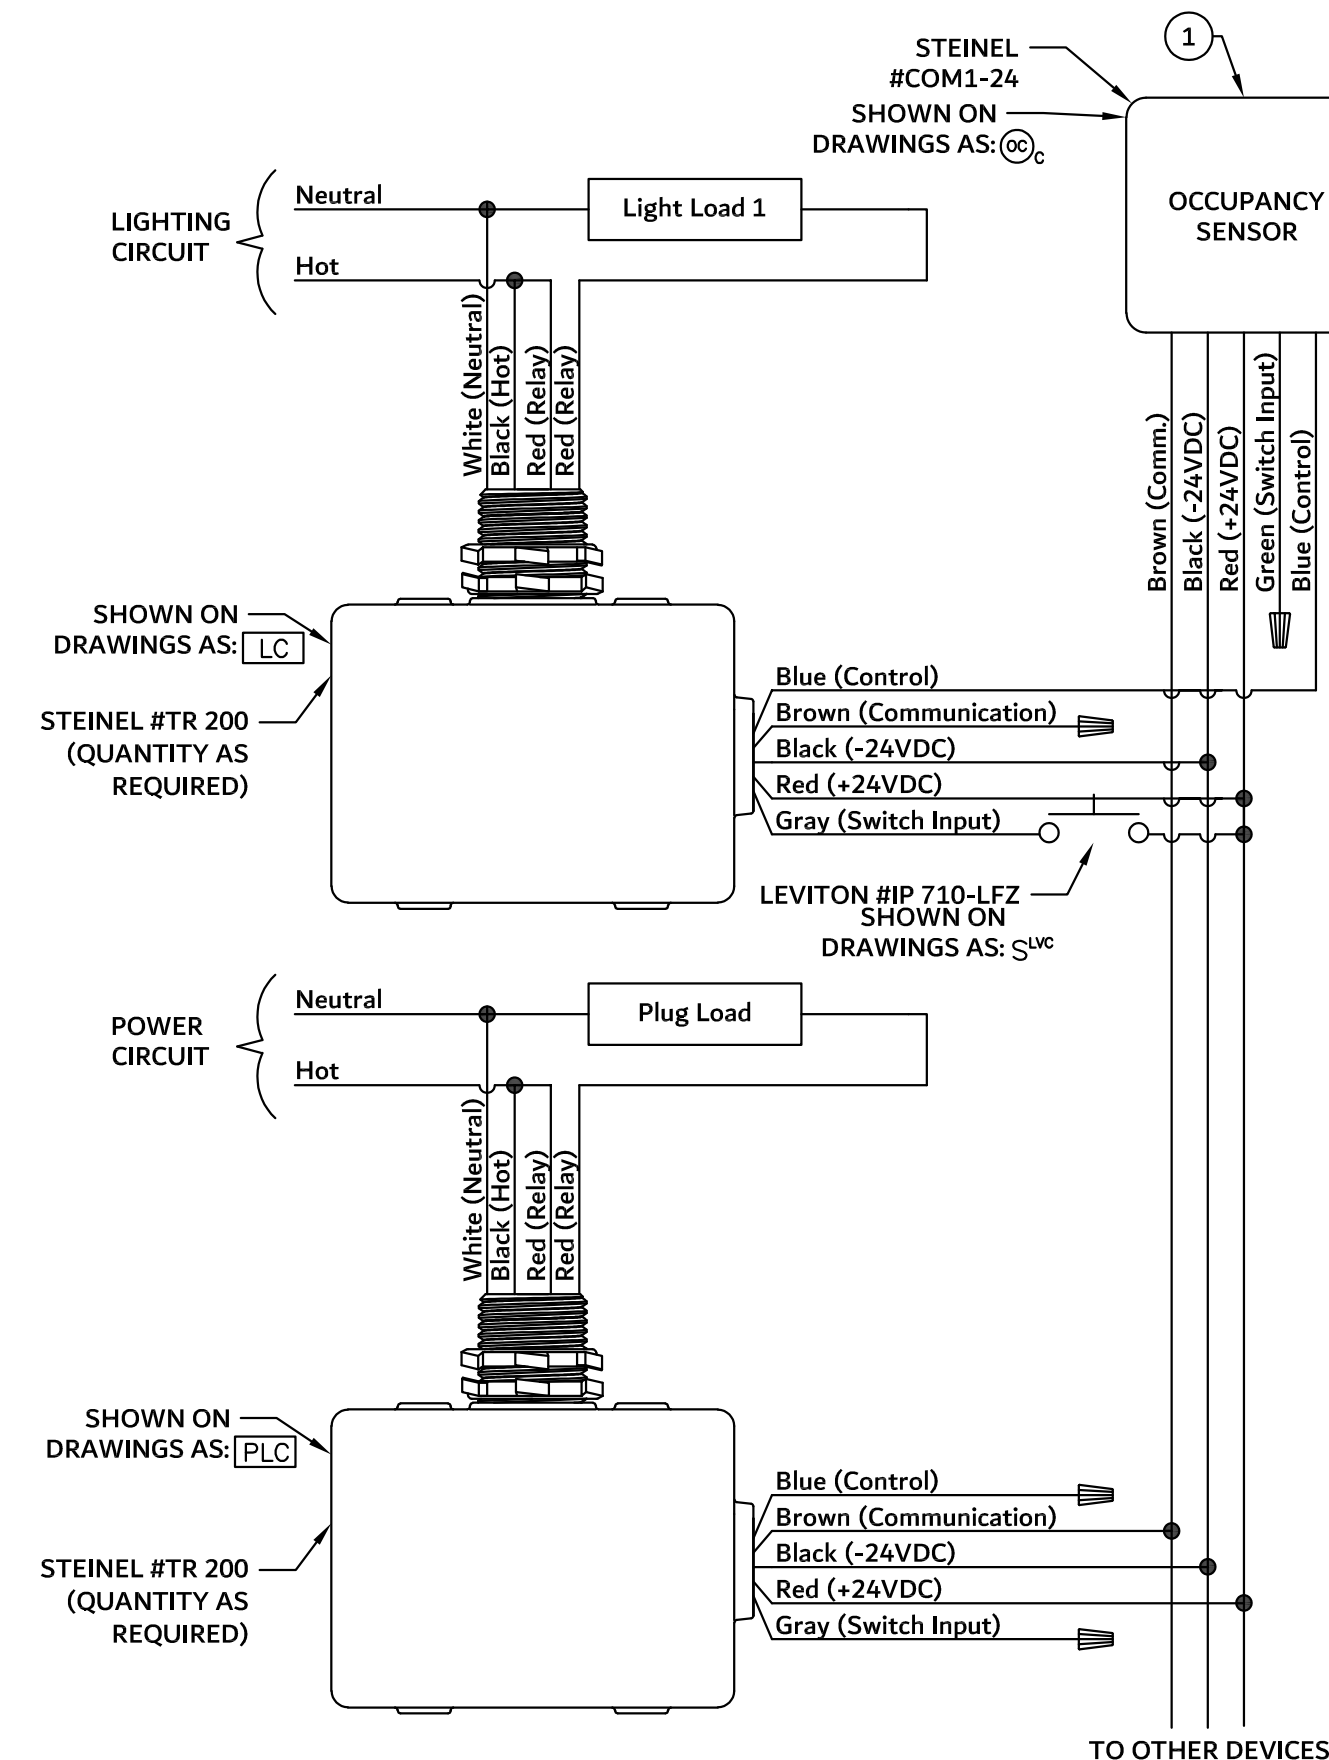 STEINEL
#COM1-24
SHOWN ON
DRAWINGS AS: OC C
1
OCCUPANCY
SENSOR
LIGHTING
CIRCUIT
Neutral
Hot
Light Load 1
White (Neutral)
Black (Hot)
Red (Relay)
Red (Relay)
Brown (Comm.)
Black (-24VDC)
Red (+24VDC)
Green (Switch Input)
Blue (Control)
SHOWN ON
DRAWINGS AS: LC
STEINEL #TR 200
(QUANTITY AS
REQUIRED)
Blue (Control)
Brown (Communication)
Black (-24VDC)
Red (+24VDC)
Gray (Switch Input)
LEVITON #IP 710-LFZ
SHOWN ON
DRAWINGS AS: SLVC
POWER
CIRCUIT
Neutral
Hot
Plug Load
White (Neutral)
Black (Hot)
Red (Relay)
Red (Relay)
SHOWN ON
DRAWINGS AS: PLC
STEINEL #TR 200
(QUANTITY AS
REQUIRED)
Blue (Control)
Brown (Communication)
Black (-24VDC)
Red (+24VDC)
Gray (Switch Input)
TO OTHER DEVICES